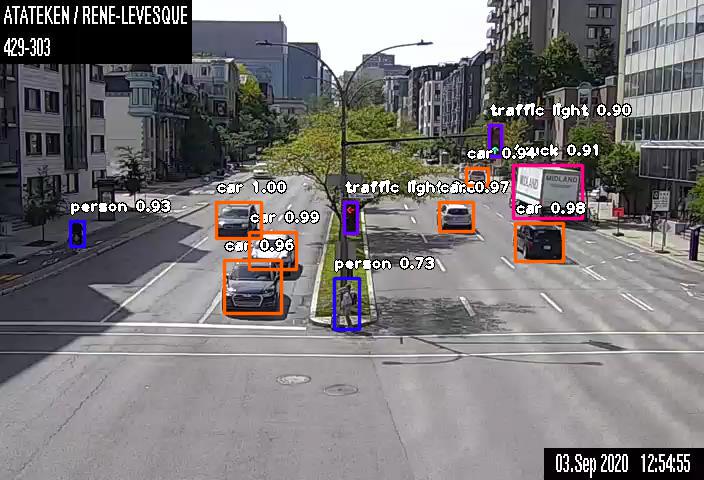 ATATEKEN / RENE-LEVESQUE
429-303
traffic light 0.90
car 0.94
truck 0.91
car 1.00
traffic light
car 0.97
person 0.93
car 0.99
car 0.98
car 0.96
person 0.73
MIDLAND
MIDLAND
03.Sep 2020 12:54:55